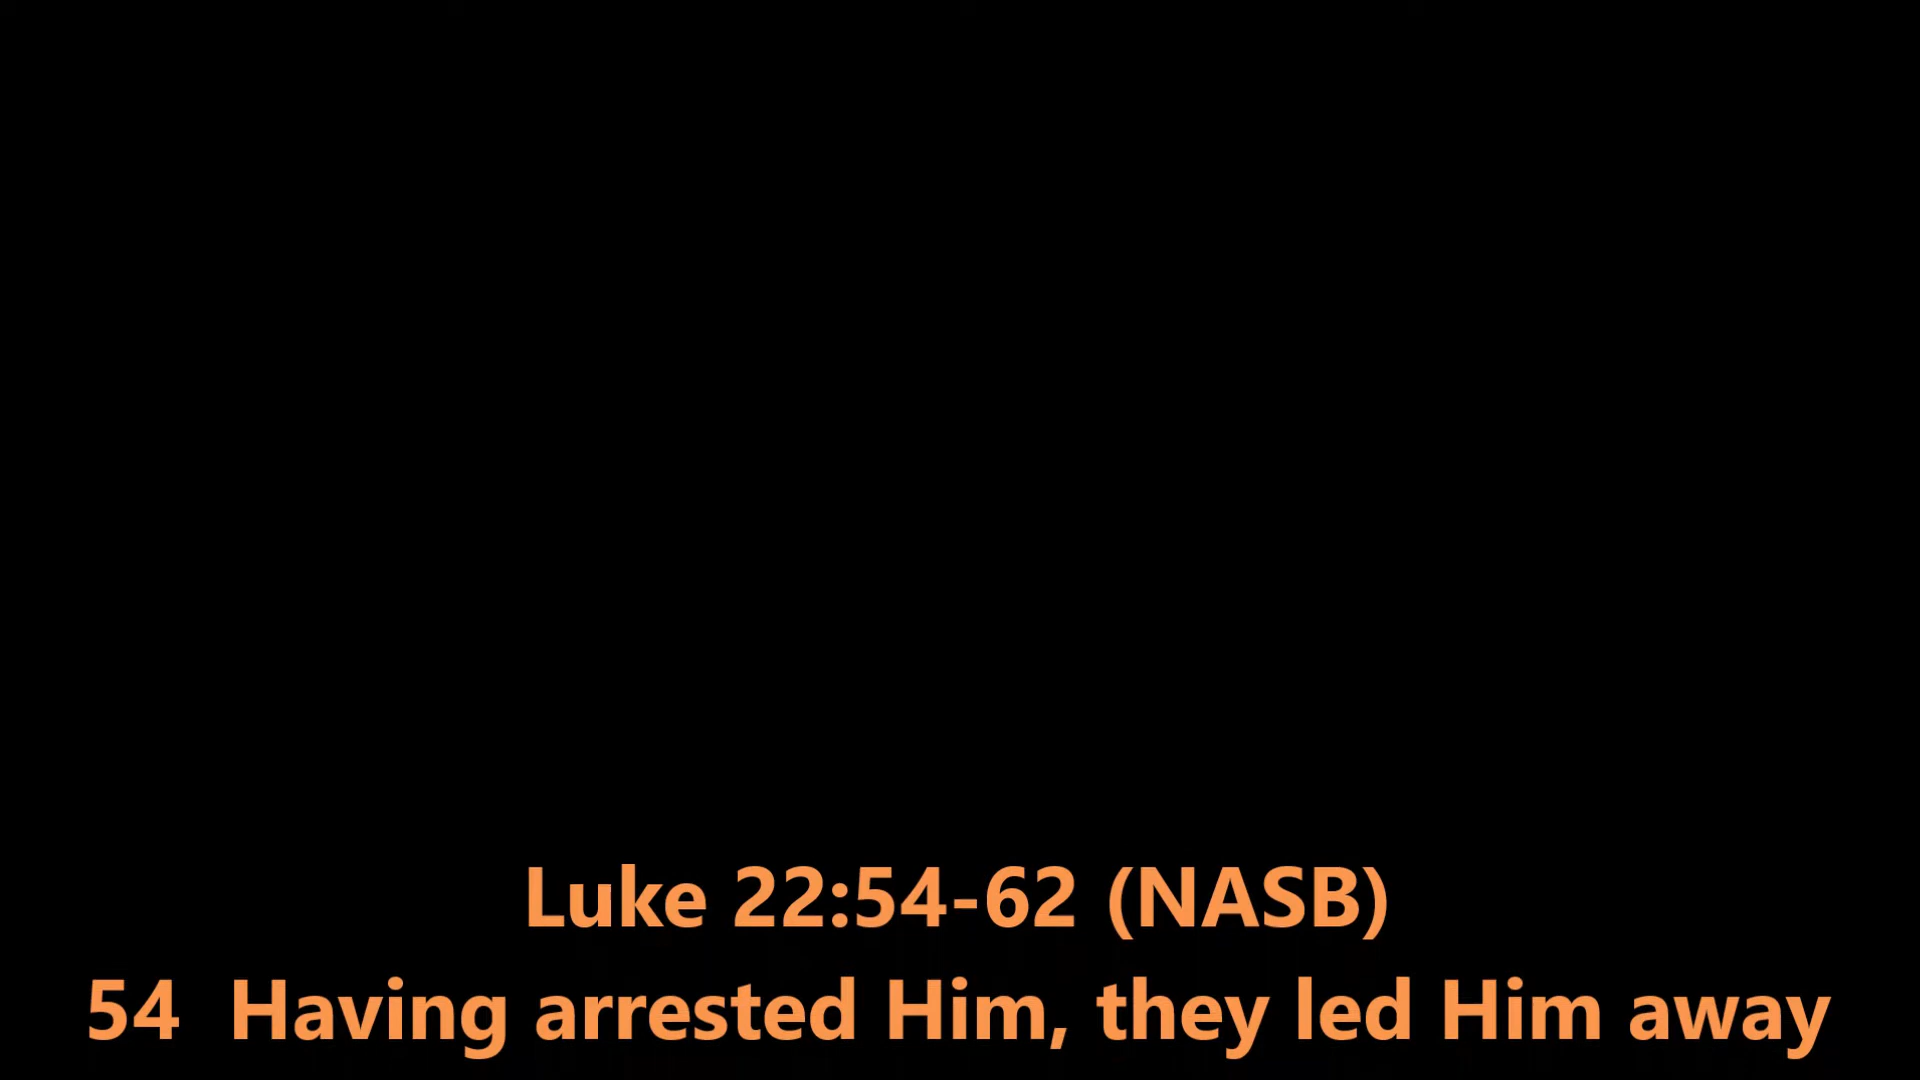 Luke 22:54-62 (NASB)
54  Having arrested Him, they led Him away